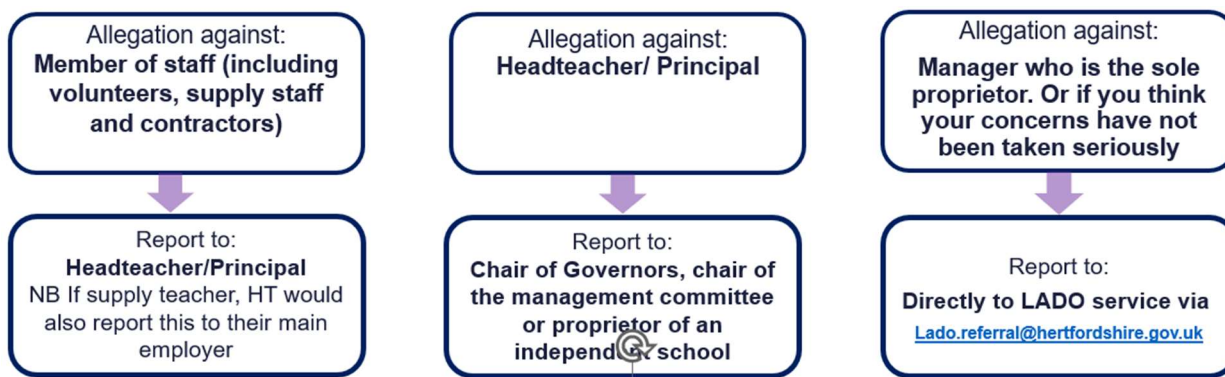 Allegation against:
Member of staff (including
volunteers, supply staff
and contractors)
Report to:
Headteacher/Principal
NB If supply teacher, HT would
also report this to their main
employer
Allegation against:
Headteacher/ Principal
Report to:
Chair of Governors, chair of
the management committee
or proprietor of an
independent school
Allegation against:
Manager who is the sole
proprietor. Or if you think
your concerns have not
been taken seriously
Report to:
Directly to LADO service via
Lado.referral@hertfordshire.gov.uk